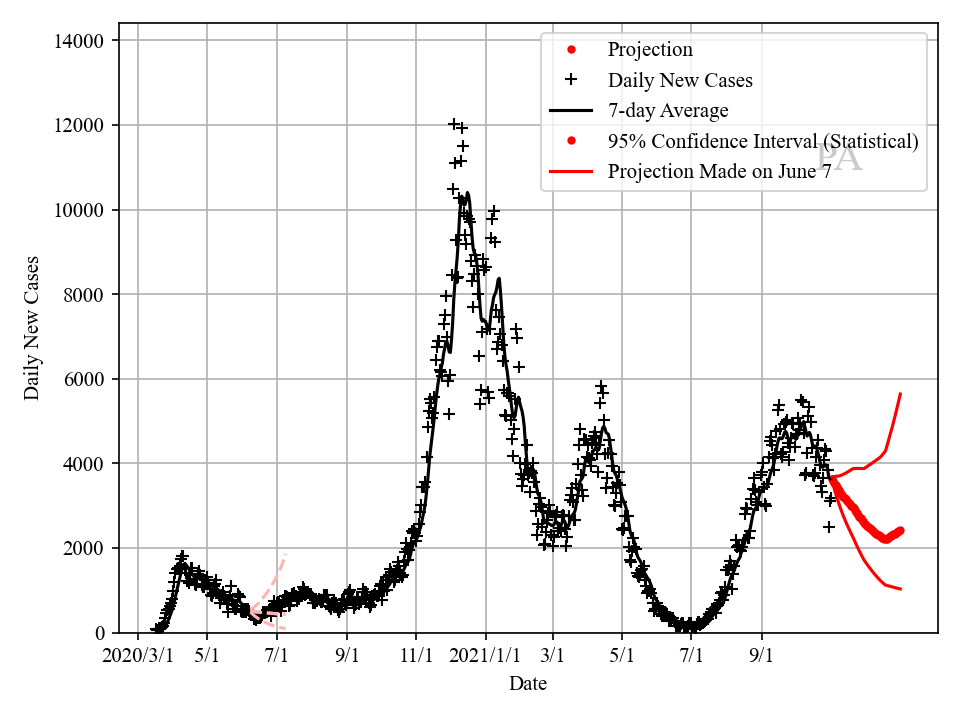 14000
12000
10000
8000
6000
4000
2000
0
Daily New Cases
Projection
Daily New Cases
7-day Average
95% Confidence Interval (Statistical)
Projection Made on June 7
PA
2020/3/1 5/1 7/1 9/1 11/1 2021/1/1 3/1 5/1 7/1 9/1
Date